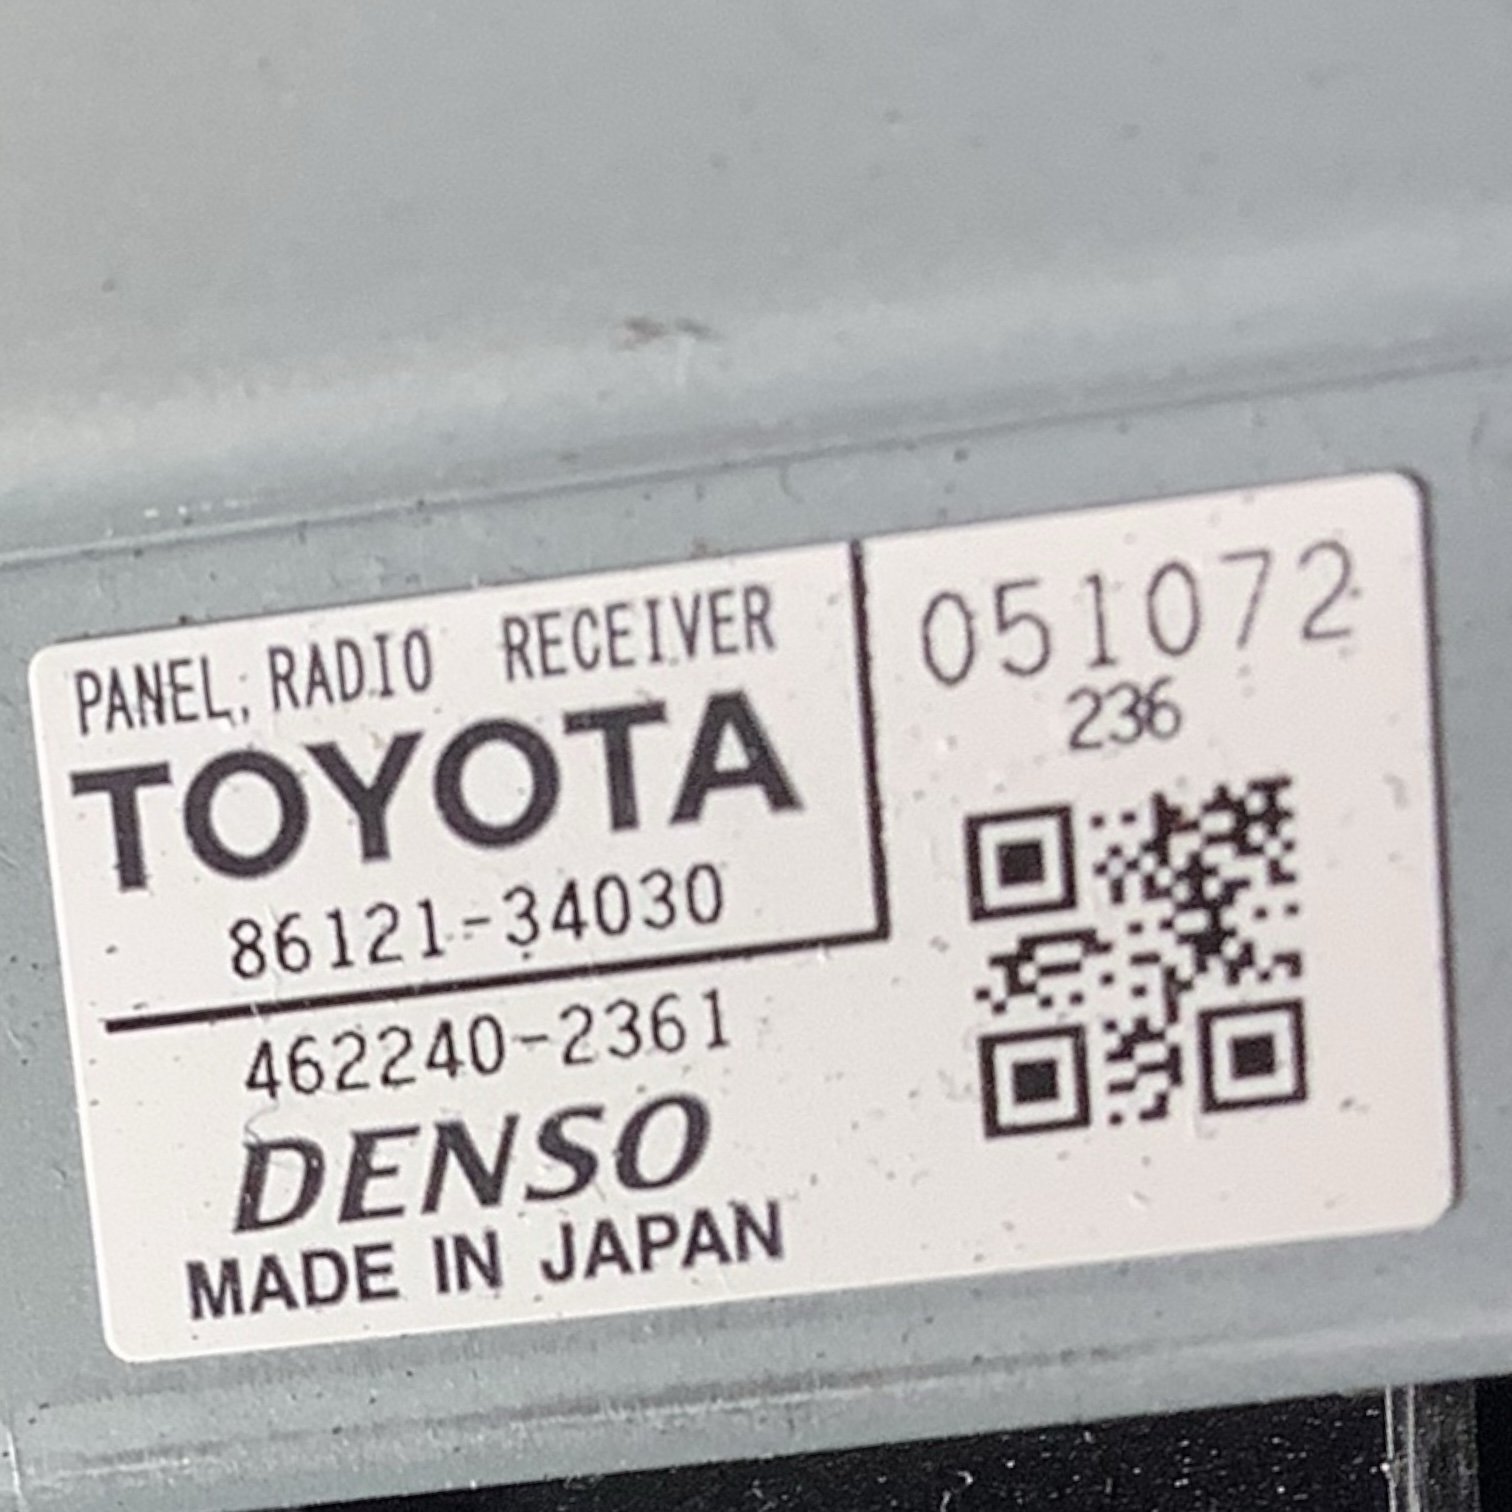 PANEL, RADIO RECEIVER
TOYOTA
86121-34030
462240-2361
DENSO
MADE IN JAPAN
051072
236